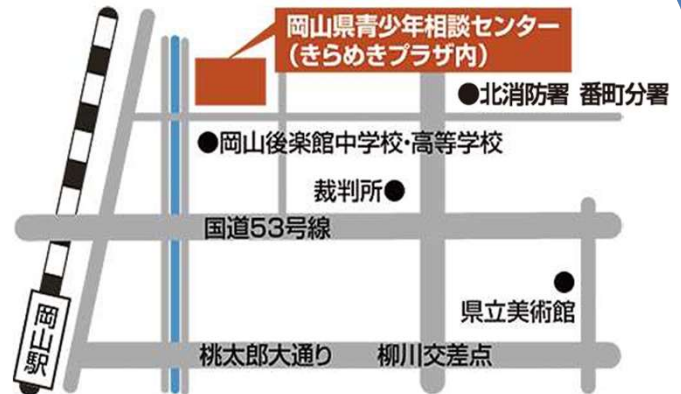 岡山県青少年相談センター
(きらめきプラザ内)
●北消防署 番町分署
●岡山後楽館中学校・高等学校
裁判所●
国道53号線
県立美術館
岡山駅
桃太郎大通り
柳川交差点